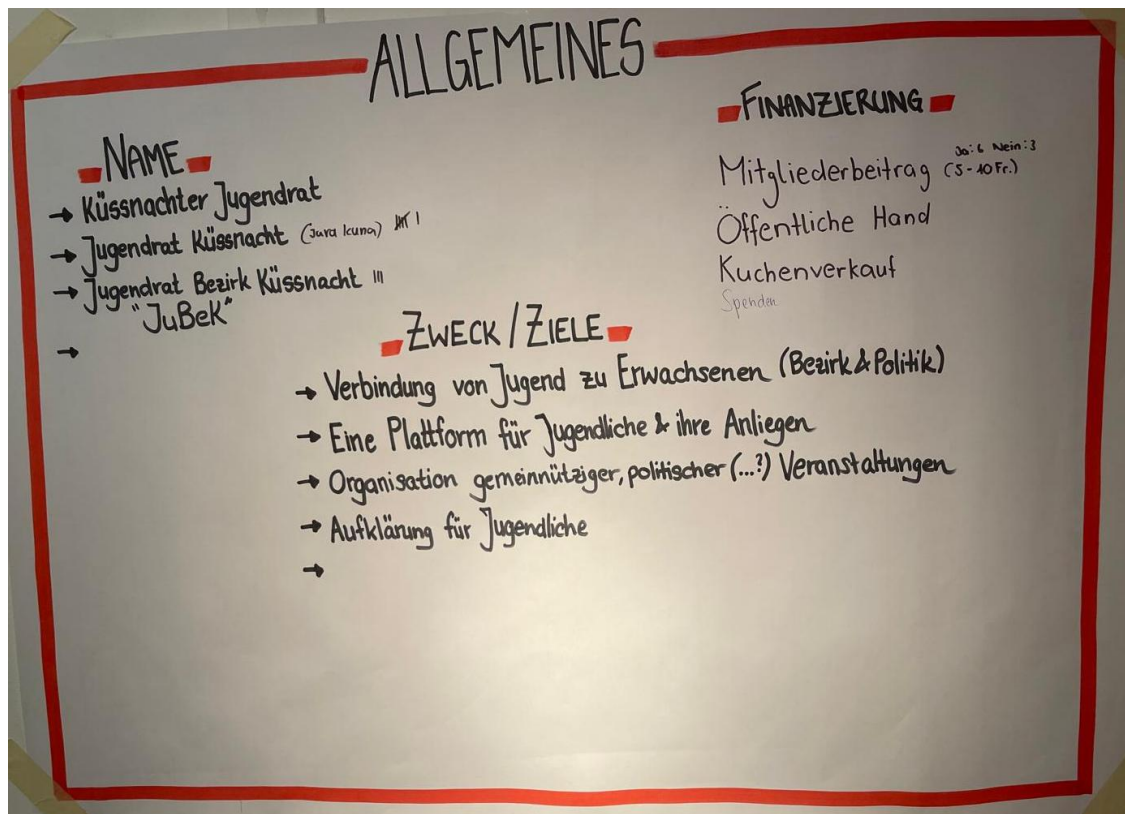 ALLGEMEINES
NAME
→ Küssnachter Jugendrat
→ Jugendrat Küssnacht (Jura kuna) 𝍸 I
→ Jugendrat Bezirk Küssnacht III
"JuBeK"
→
FINANZIERUNG
Ja: 6 Nein: 3
Mitgliederbeitrag (5-10 Fr.)
Öffentliche Hand
Kuchenverkauf
Spenden
ZWECK / ZIELE
→ Verbindung von Jugend zu Erwachsenen (Bezirk & Politik)
→ Eine Plattform für Jugendliche & ihre Anliegen
→ Organisation gemeinnütziger, politischer (...?) Veranstaltungen
→ Aufklärung für Jugendliche
→